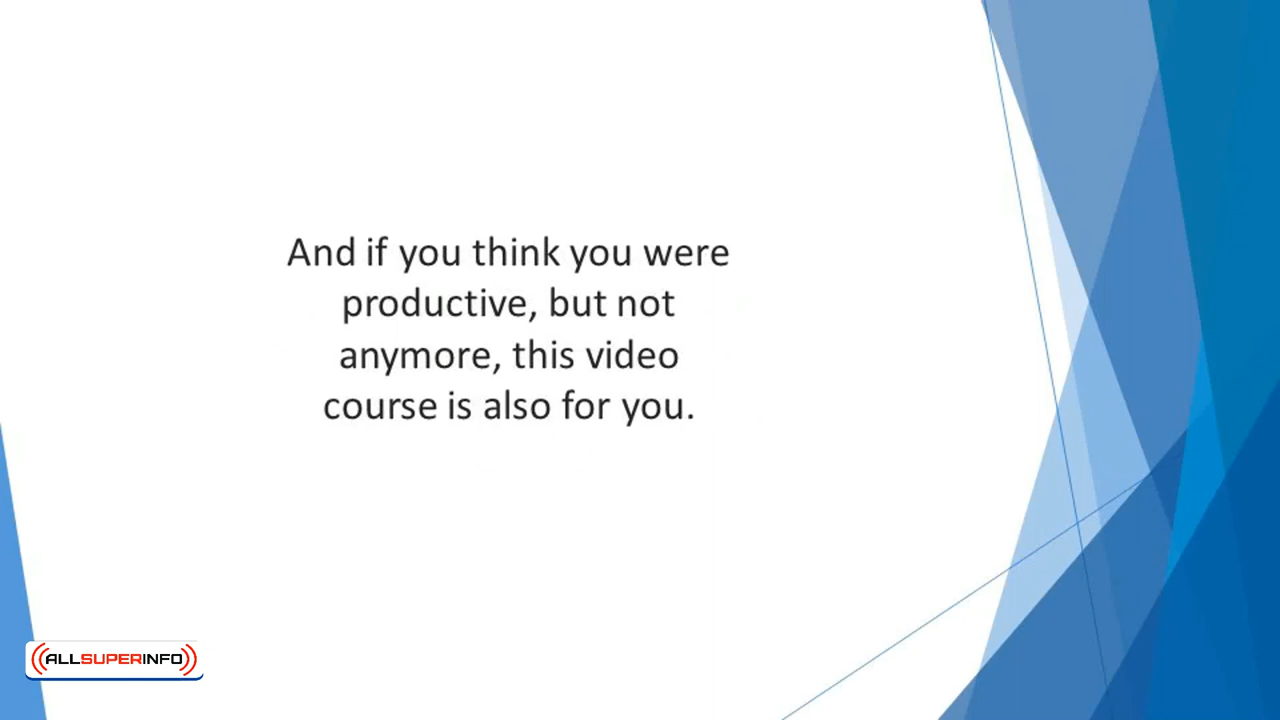 And if you think you were
productive, but not
anymore, this video
course is also for you.
ALLSUPERINFO